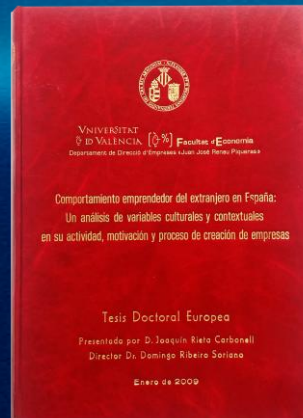 VNIVERSITAT
D VALÈNCIA [ %] Facultat d'Economia
Departament de Direcció d'Empreses «Juan José Renau Piqueras»
Comportamiento emprendedor del extranjero en España:
Un análisis de variables culturales y contextuales
en su actividad, motivación y proceso de creación de empresas
Tesis Doctoral Europea
Presentada por D. Joaquín Rieta Carbonell
Director Dr. Domingo Ribeiro Soriano
Enero de 2009